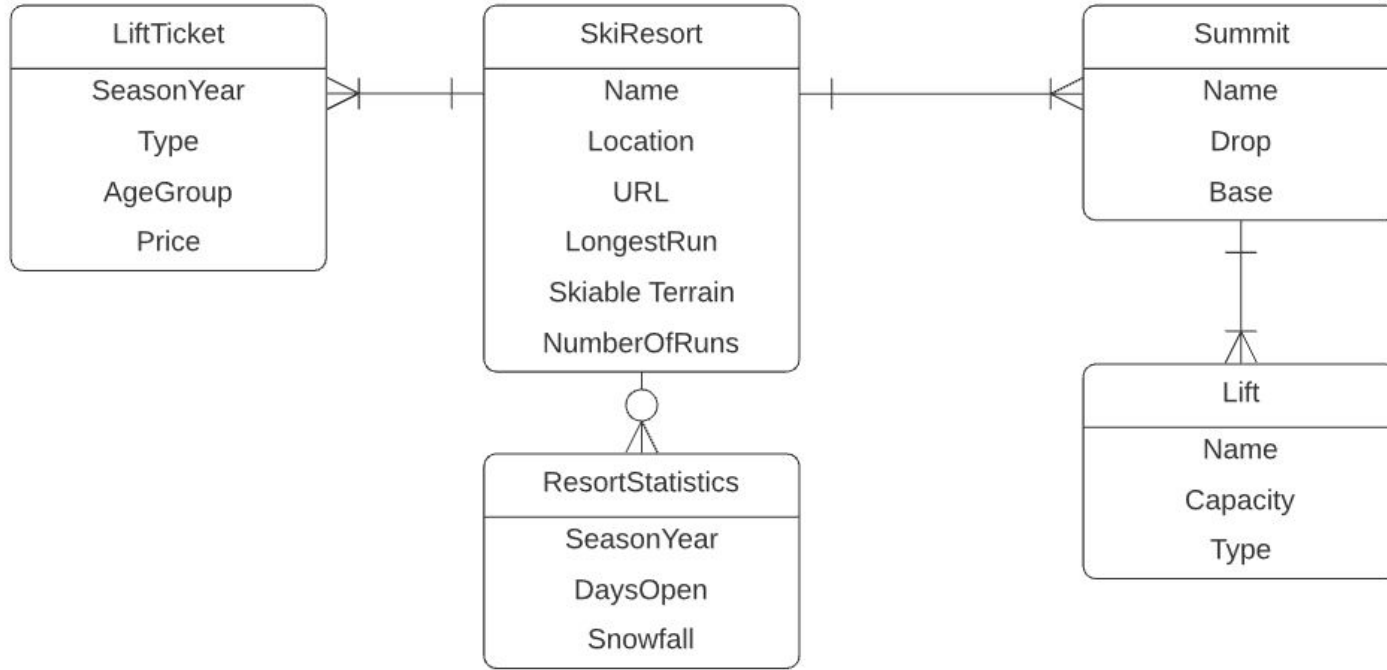 LiftTicket
SeasonYear
Type
AgeGroup
Price
SkiResort
Name
Location
URL
LongestRun
Skiable Terrain
NumberOfRuns
Summit
Name
Drop
Base
ResortStatistics
SeasonYear
DaysOpen
Snowfall
Lift
Name
Capacity
Type